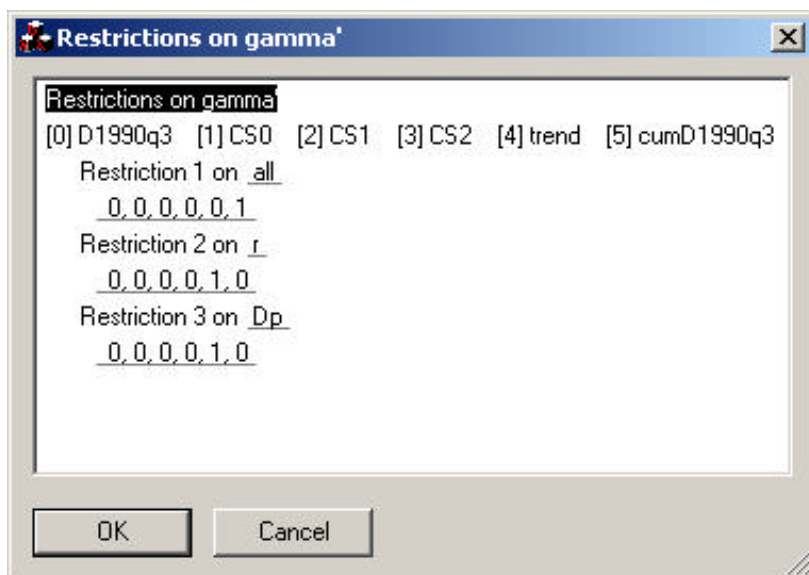 Restrictions on gamma'
Restrictions on gamma'
[0] D1990q3 [1] CS0 [2] CS1 [3] CS2 [4] trend [5] cumD1990q3
Restriction 1 on all
0, 0, 0, 0, 0, 1
Restriction 2 on r
0, 0, 0, 0, 1, 0
Restriction 3 on Dp
0, 0, 0, 0, 1, 0
OK Cancel